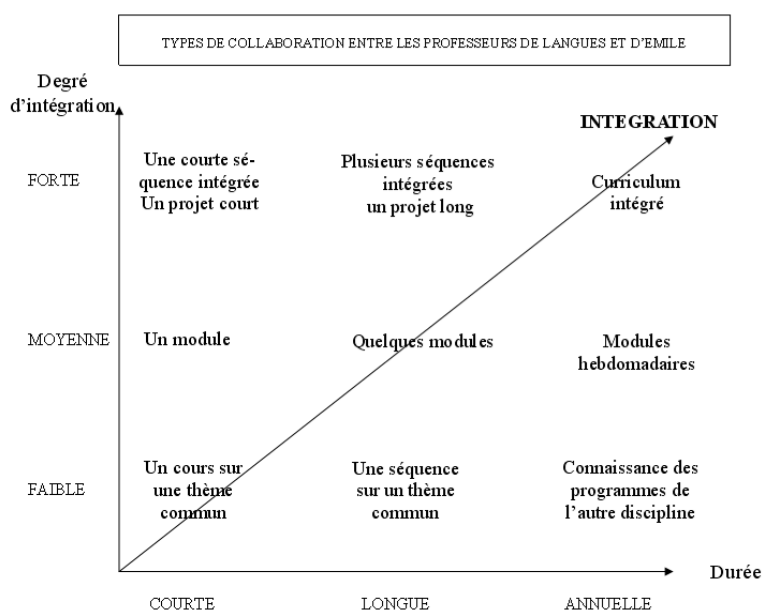 TYPES DE COLLABORATION ENTRE LES PROFESSEURS DE LANGUES ET D'EMILE
Degré
d'intégration
INTEGRATION
FORTE
Une courte sé-
quence intégrée
Un projet court
Plusieurs séquences
intégrées
un projet long
Curriculum
intégré
MOYENNE
Un module
Quelques modules
Modules
hebdomadaires
FAIBLE
Un cours sur
une thème
commun
Une séquence
sur un thème
commun
Connaissance des
programmes de
l'autre discipline
Durée
COURTE
LONGUE
ANNUELLE